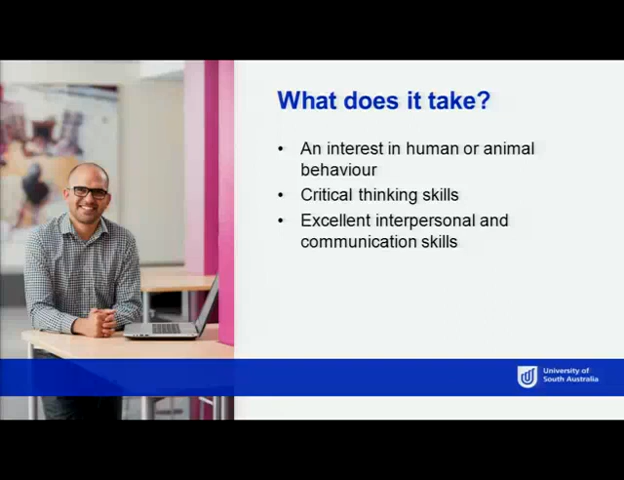 What does it take?
• An interest in human or animal
behaviour
• Critical thinking skills
• Excellent interpersonal and
communication skills
University of
South Australia